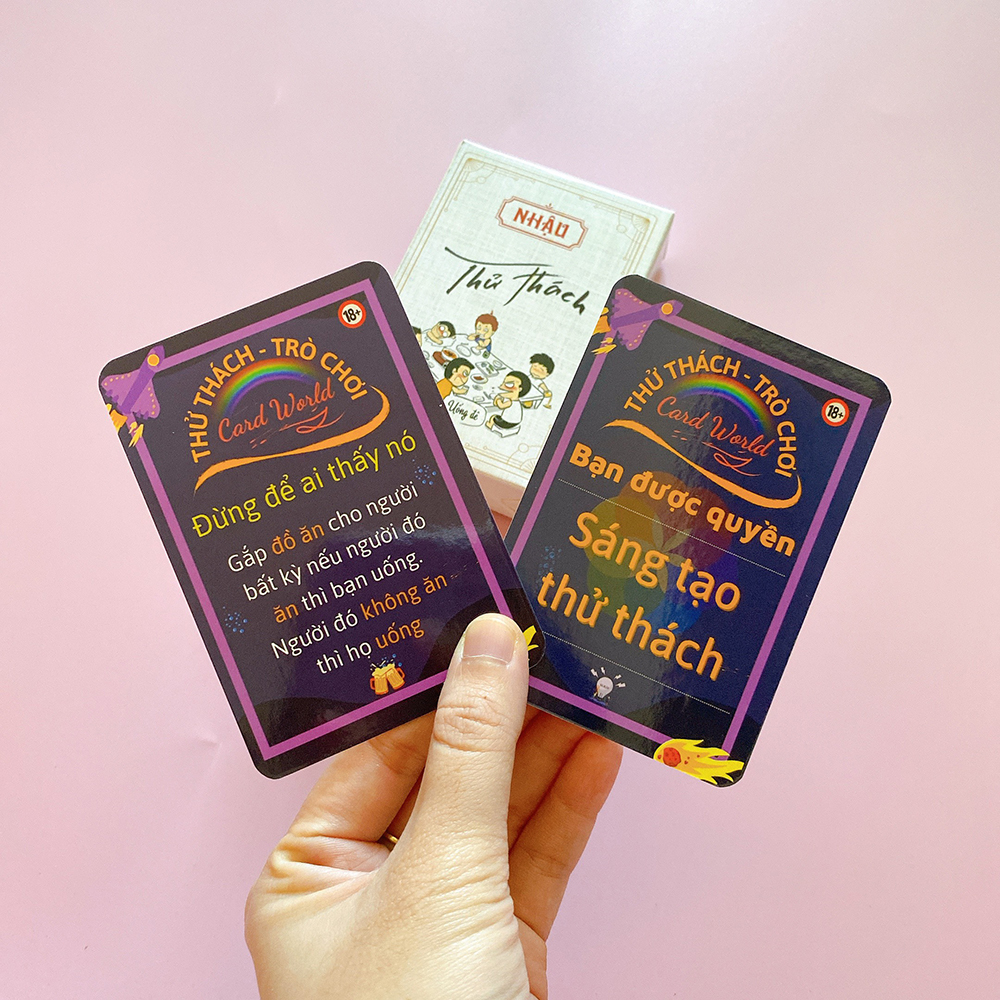 NHẬU
Thử thách
Uống đi
18+
THỬ THÁCH - TRÒ CHƠI
Card World
Đừng để ai thấy nó
Gắp đồ ăn cho người
bất kỳ nếu người đó
ăn thì bạn uống.
Người đó không ăn
thì họ uống
THỬ THÁCH - TRÒ CHƠI
Card World
18+
Bạn được quyền
Sáng tạo
thử thách